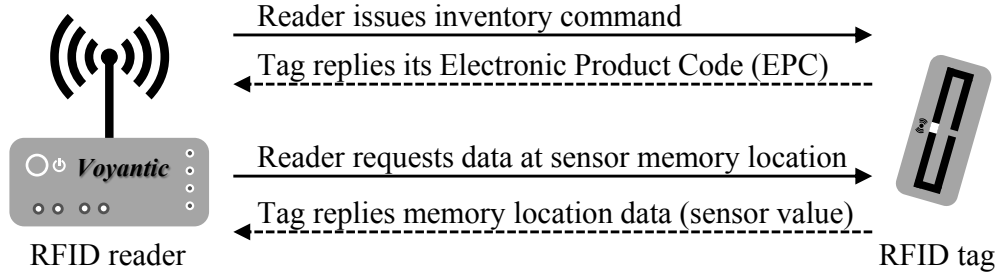 Reader issues inventory command
Tag replies its Electronic Product Code (EPC)
Voyantic
Reader requests data at sensor memory location
Tag replies memory location data (sensor value)
RFID reader
RFID tag